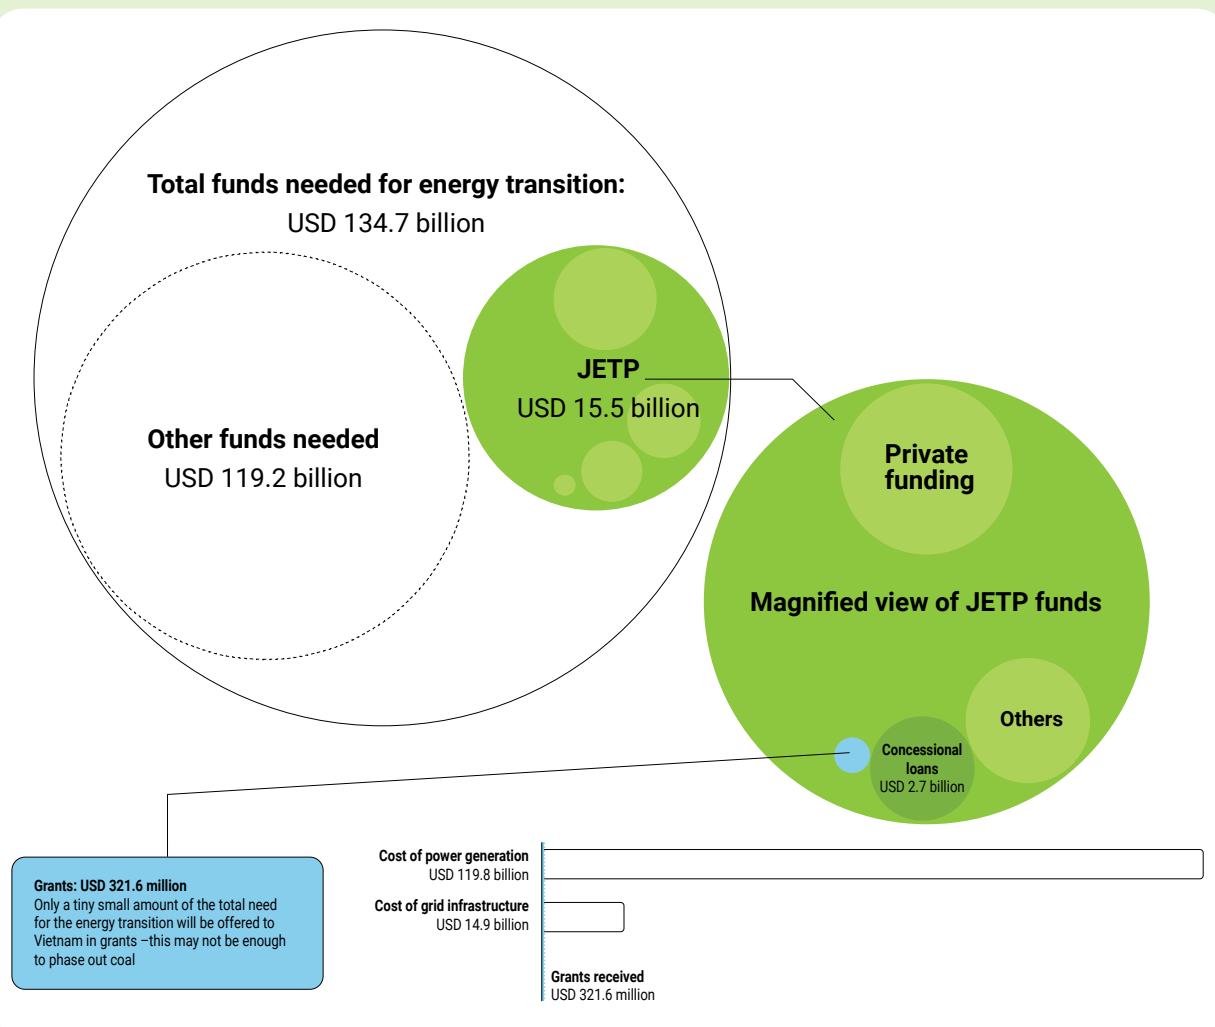 Total funds needed for energy transition:
USD 134.7 billion
JETP
USD 15.5 billion
Other funds needed
USD 119.2 billion
Private
funding
Magnified view of JETP funds
Others
Concessional
loans
USD 2.7 billion
Grants: USD 321.6 million
Only a tiny small amount of the total need
for the energy transition will be offered to
Vietnam in grants –this may not be enough
to phase out coal
Cost of power generation
USD 119.8 billion
Cost of grid infrastructure
USD 14.9 billion
Grants received
USD 321.6 million